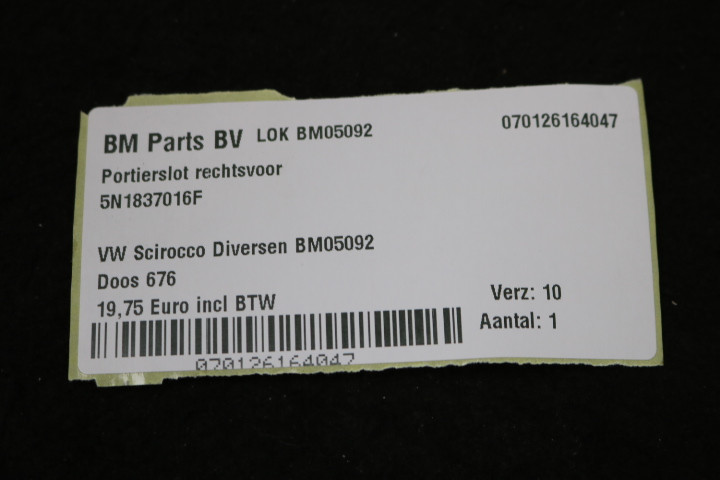 BM Parts BV LOK BM05092 070126164047
Portierslot rechtsvoor
5N1837016F
VW Scirocco Diversen BM05092
Doos 676
19,75 Euro incl BTW Verz: 10
Aantal: 1
070126164047